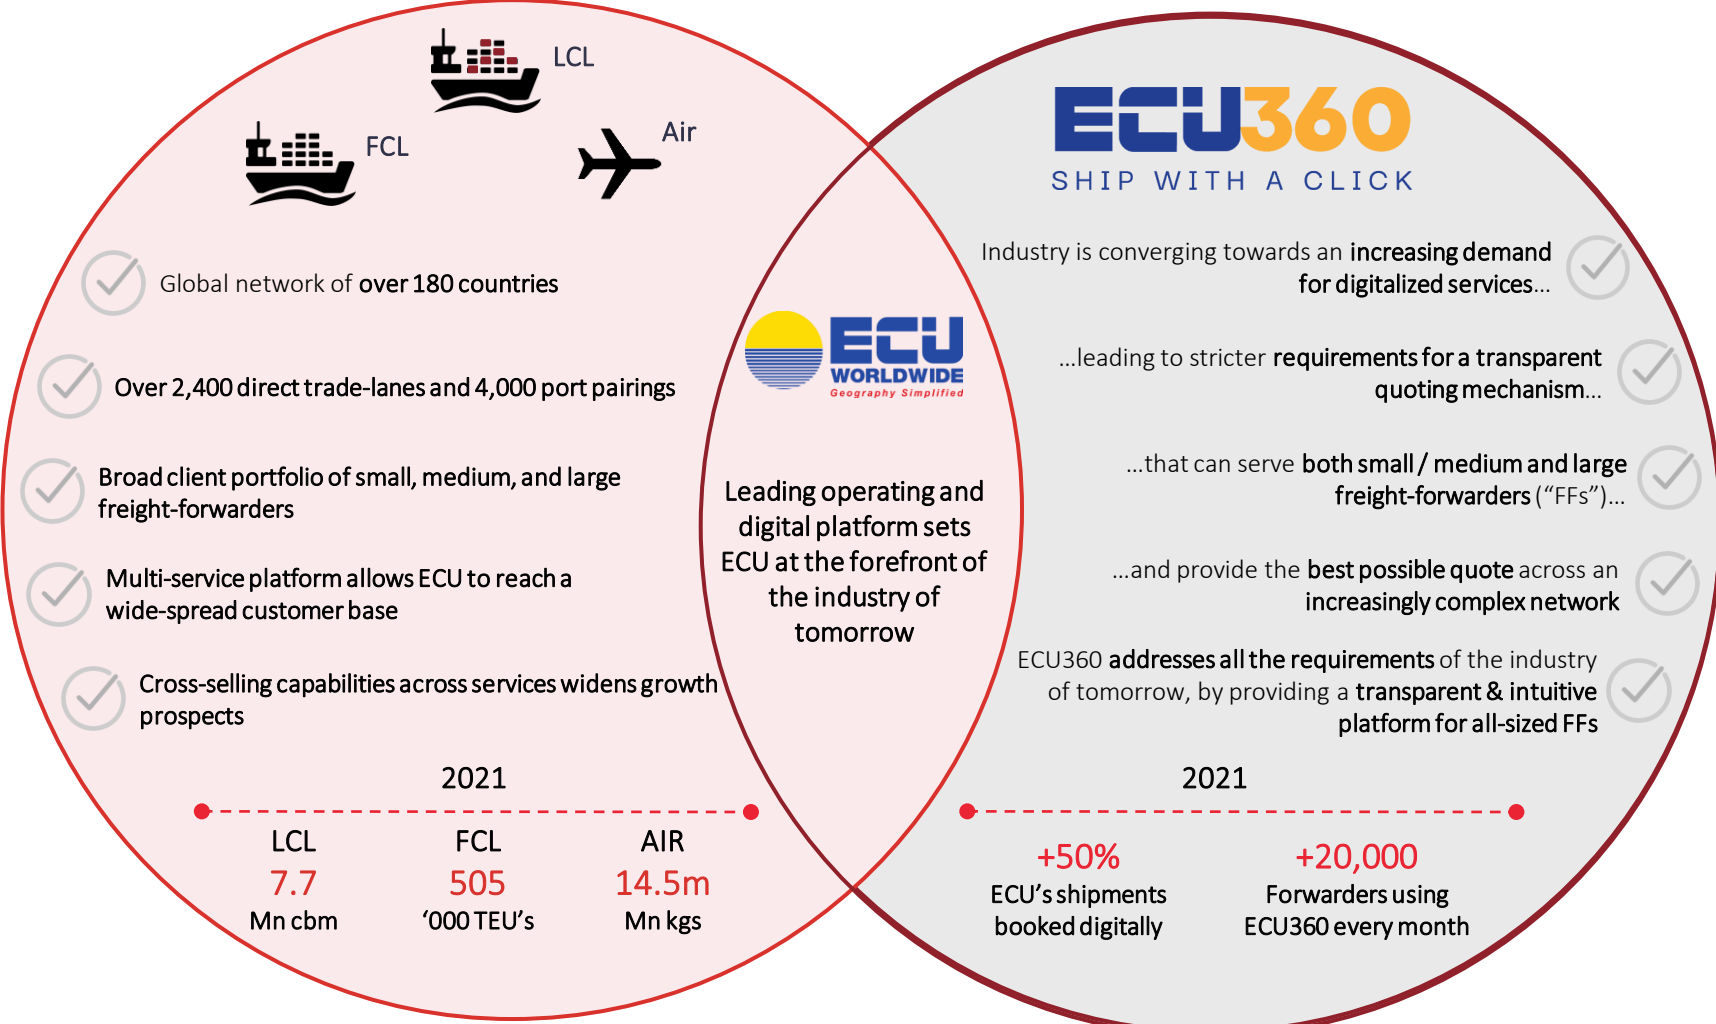 LCL
FCL
Air
Global network of over 180 countries
Over 2,400 direct trade-lanes and 4,000 port pairings
Broad client portfolio of small, medium, and large
freight-forwarders
Multi-service platform allows ECU to reach a
wide-spread customer base
Cross-selling capabilities across services widens growth
prospects
2021
LCL
FCL
AIR
7.7
505
14.5m
Mn cbm
‘000 TEU’s
Mn kgs
ECU
WORLDWIDE
Geography Simplified
Leading operating and
digital platform sets
ECU at the forefront of
the industry of
tomorrow
ECU360
SHIP WITH A CLICK
Industry is converging towards an increasing demand
for digitalized services...
...leading to stricter requirements for a transparent
quoting mechanism...
...that can serve both small / medium and large
freight-forwarders (“FFs”)...
...and provide the best possible quote across an
increasingly complex network
ECU360 addresses all the requirements of the industry
of tomorrow, by providing a transparent & intuitive
platform for all-sized FFs
2021
+50%
+20,000
ECU’s shipments
booked digitally
Forwarders using
ECU360 every month